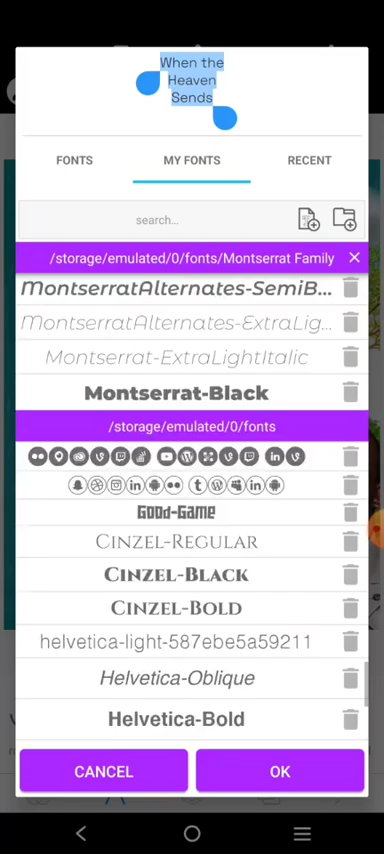 When the
Heaven
Sends
FONTS
MY FONTS
RECENT
search...
/storage/emulated/0/fonts/Montserrat Family
MontserratAlternates-SemiB...
MontserratAlternates-ExtraLig...
Montserrat-ExtraLightItalic
Montserrat-Black
/storage/emulated/0/fonts
Good-Game
Cinzel-Regular
Cinzel-Black
Cinzel-Bold
helvetica-light-587ebe5a59211
Helvetica-Oblique
Helvetica-Bold
CANCEL
OK